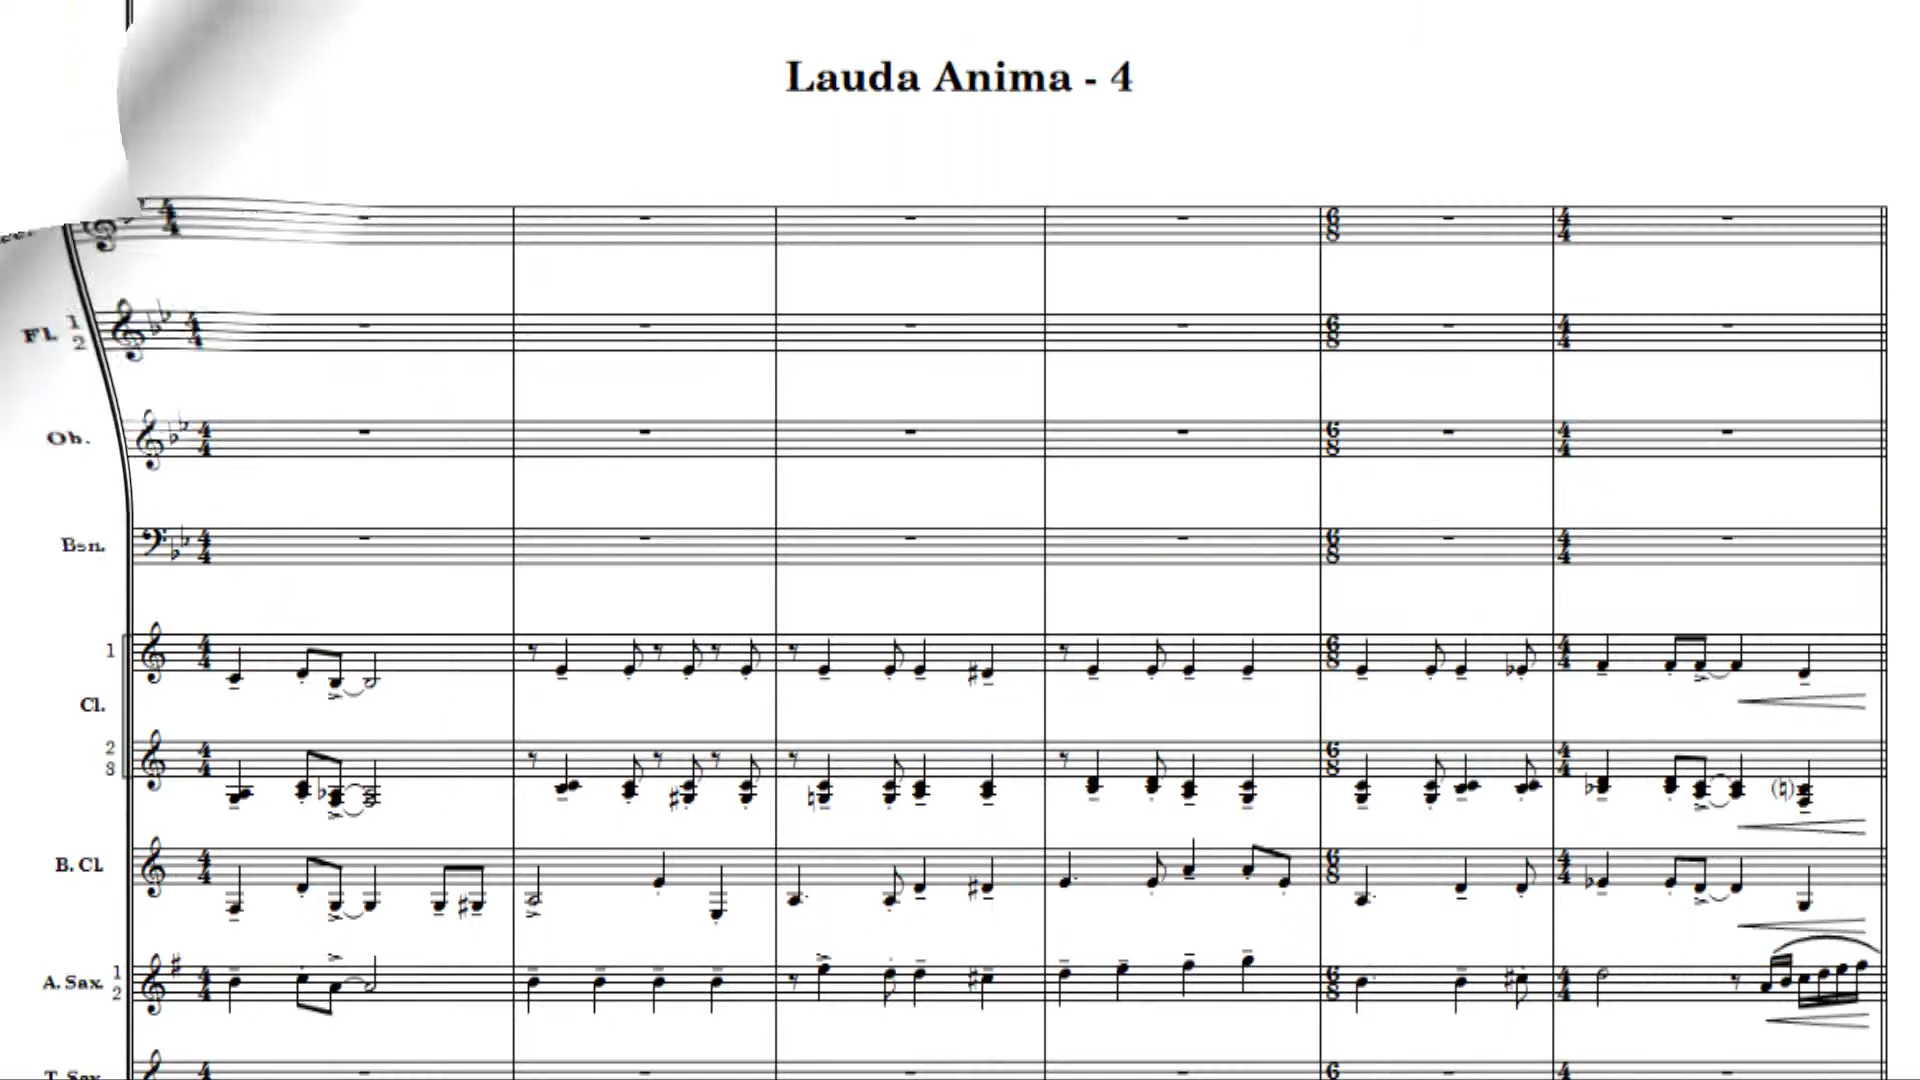 Lauda Anima - 4
Fl. 1 2
Ob.
Bsn.
Cl. 1
2 3
B. Cl.
A. Sax. 1 2
T. Sax.